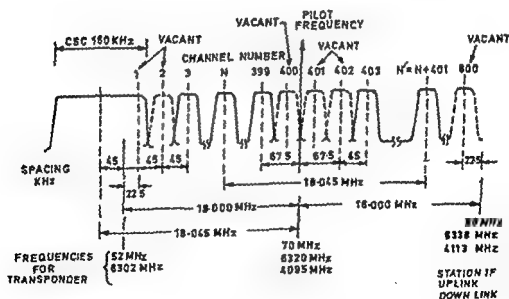 VACANT
PILOT
FREQUENCY
CSC 160 KHz
VACANT
VACANT
VACANT
CHANNEL NUMBER
1 2 3 N 399 400 401 402 403 N'=N+401 800
SPACING
KHz
45 45 45 67·5 67·5 45 225
22 5
18·045 MHz
18·000 MHz 18·000 MHz
18·045 MHz
FREQUENCIES
FOR
TRANSPONDER
52 MHz
6302 MHz
70 MHz
6320 MHz
4095 MHz
MHz
6338 MHz
4113 MHz
STATION IF
UPLINK
DOWN LINK